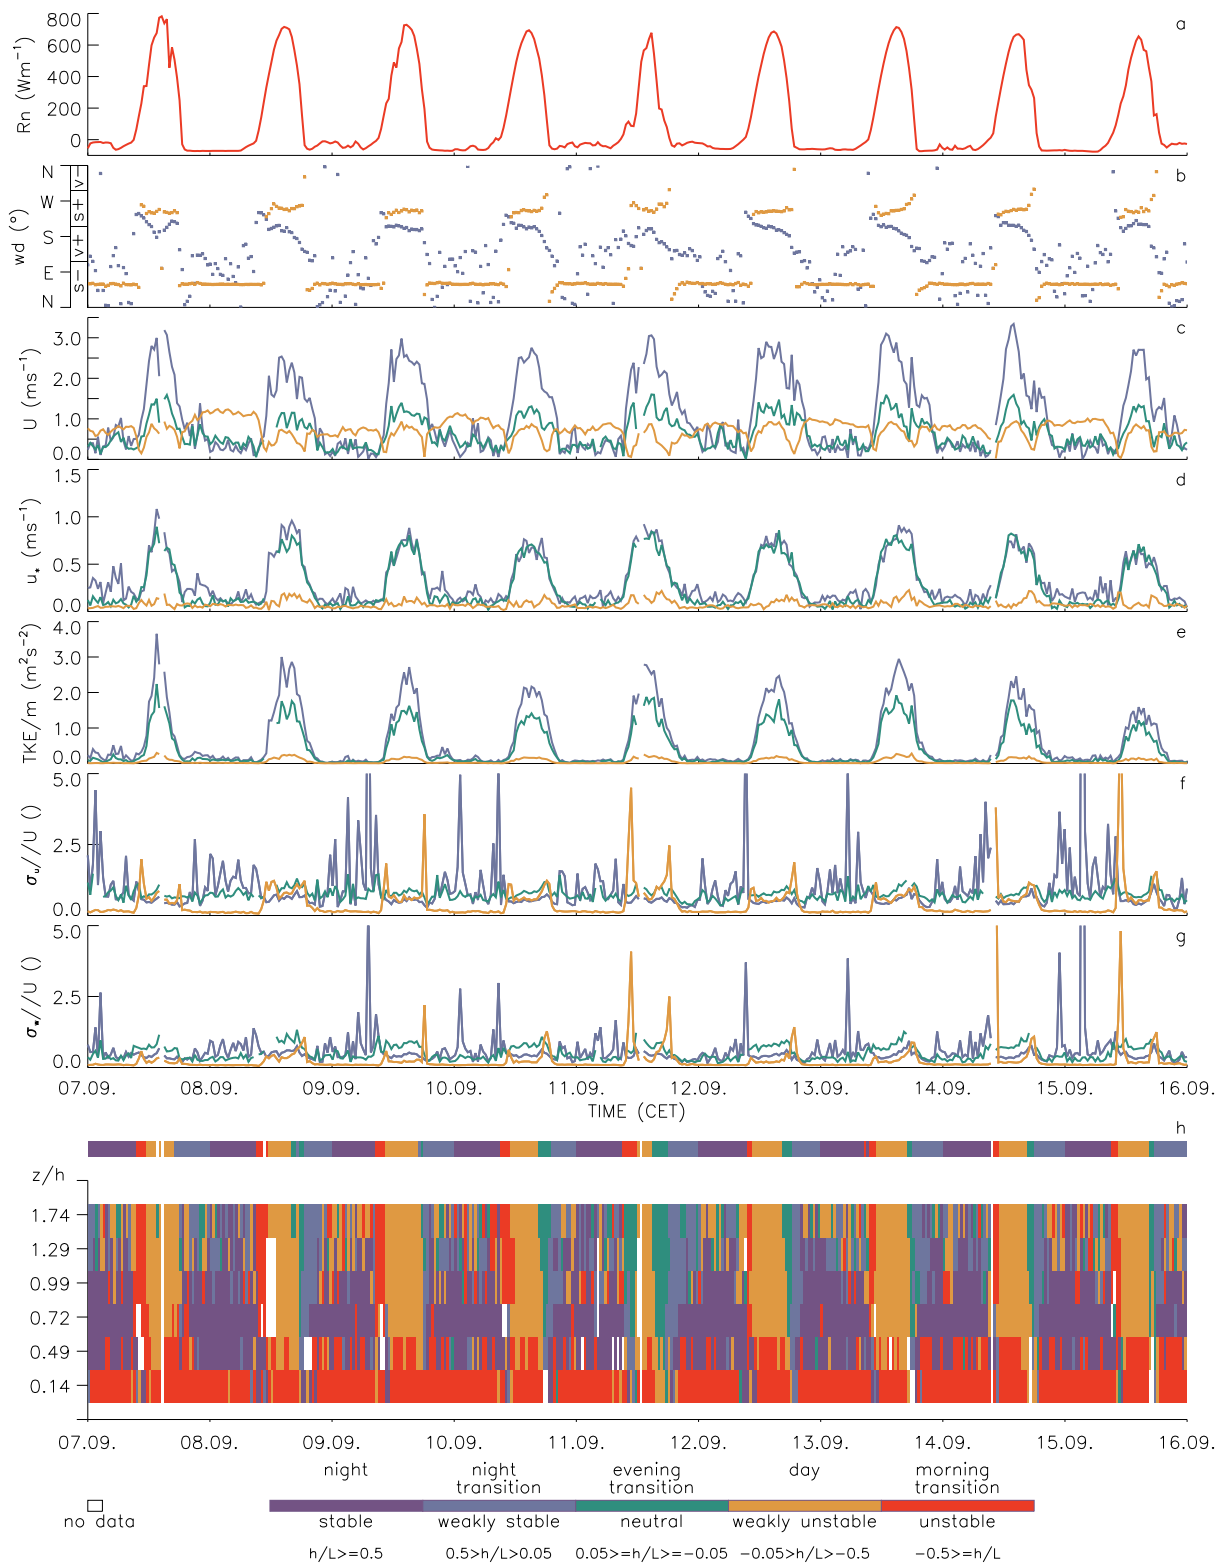 a
800
600
400
200
0
Rn (Wm⁻¹)
b
N
W
S
E
N
v-
s+
v+
s-
wd (°)
c
3.0
2.0
1.0
0.0
U (ms⁻¹)
d
1.5
1.0
0.5
0.0
u* (ms⁻¹)
e
4.0
3.0
2.0
1.0
0.0
TKE/m (m²s⁻²)
f
5.0
2.5
0.0
σu//U ()
g
5.0
2.5
0.0
σw//U ()
07.09. 08.09. 09.09. 10.09. 11.09. 12.09. 13.09. 14.09. 15.09. 16.09.
TIME (CET)
h
z/h
1.74
1.29
0.99
0.72
0.49
0.14
07.09. 08.09. 09.09. 10.09. 11.09. 12.09. 13.09. 14.09. 15.09. 16.09.
night night transition evening transition day morning transition
no data stable weakly stable neutral weakly unstable unstable
h/L>=0.5 0.5>h/L>0.05 0.05>=h/L>=-0.05 -0.05>h/L>-0.5 -0.5>=h/L